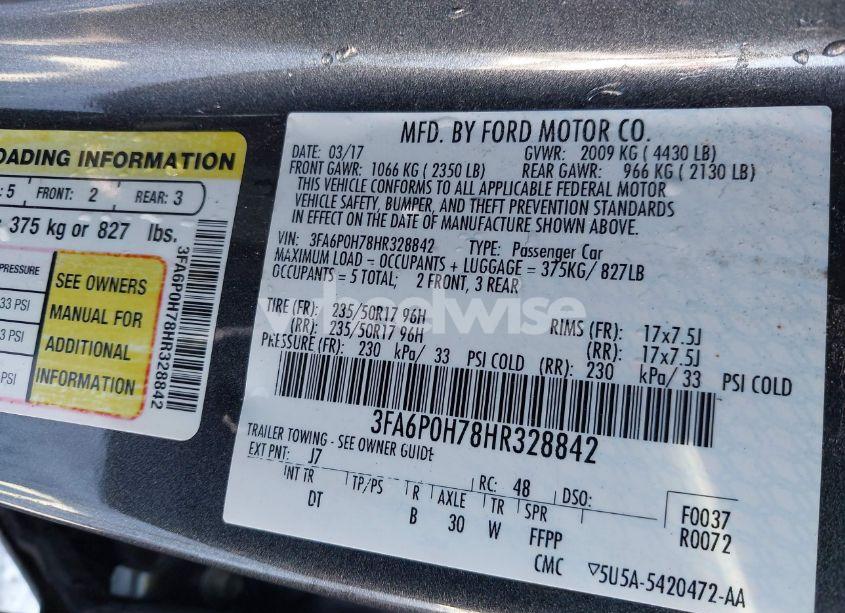 OADING INFORMATION
: 5 FRONT: 2 REAR: 3
375 kg or 827 lbs.
PRESSURE
33 PSI
3 PSI
PSI
SEE OWNERS
MANUAL FOR
ADDITIONAL
INFORMATION
3FA6P0H78HR328842
MFD. BY FORD MOTOR CO.
DATE: 03/17 GVWR: 2009 KG ( 4430 LB)
FRONT GAWR: 1066 KG ( 2350 LB) REAR GAWR: 966 KG ( 2130 LB)
THIS VEHICLE CONFORMS TO ALL APPLICABLE FEDERAL MOTOR
VEHICLE SAFETY, BUMPER, AND THEFT PREVENTION STANDARDS
IN EFFECT ON THE DATE OF MANUFACTURE SHOWN ABOVE.
VIN: 3FA6P0H78HR328842 TYPE: Passenger Car
MAXIMUM LOAD = OCCUPANTS + LUGGAGE = 375KG/ 827LB
OCCUPANTS = 5 TOTAL; 2 FRONT, 3 REAR
wheelwise
TIRE (FR): 235/50R17 96H RIMS (FR): 17x7.5J
(RR): 235/50R17 96H (RR): 17x7.5J
PRESSURE (FR): 230 kPa/ 33 PSI COLD (RR): 230 kPa/ 33 PSI COLD
3FA6P0H78HR328842
TRAILER TOWING - SEE OWNER GUIDE
EXT PNT: J7 RC: 48 DSO:
INT TR TP/PS R AXLE TR SPR F0037
DT B 30 W FFPP R0072
CMC ▽5U5A-5420472-AA